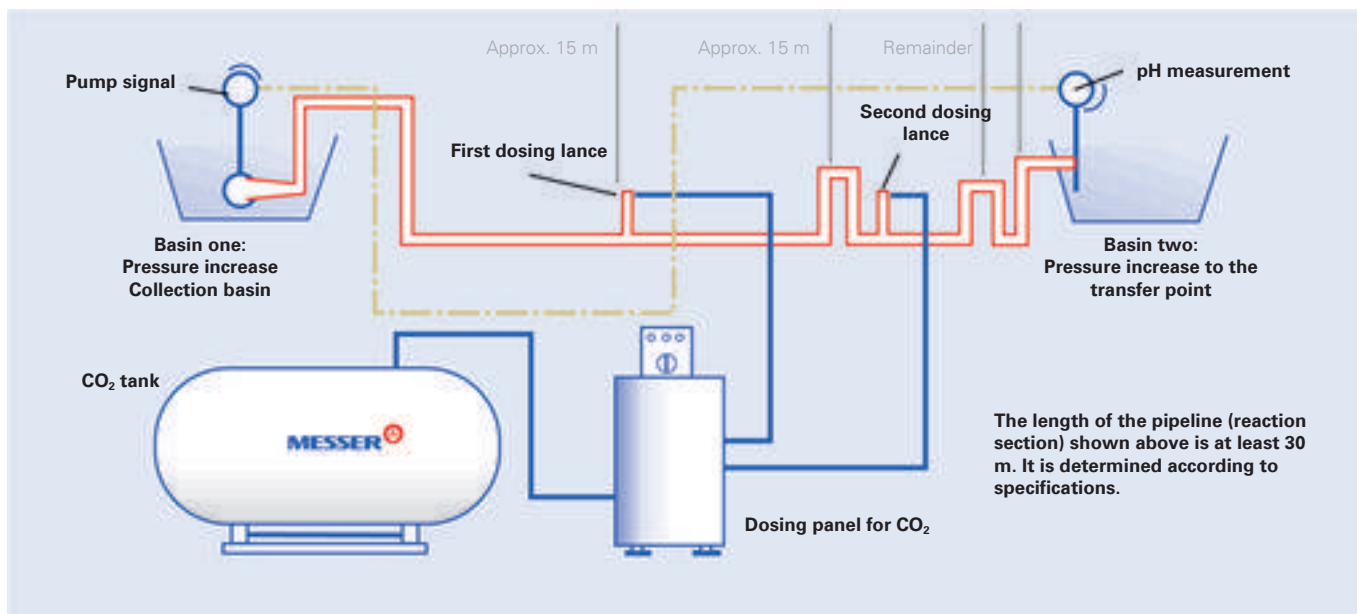 Approx. 15 m
Approx. 15 m
Remainder
Pump signal
pH measurement
Second dosing
lance
First dosing lance
Basin one:
Pressure increase
Collection basin
Basin two:
Pressure increase to the
transfer point
CO₂ tank
MESSER
The length of the pipeline (reaction
section) shown above is at least 30
m. It is determined according to
specifications.
Dosing panel for CO₂